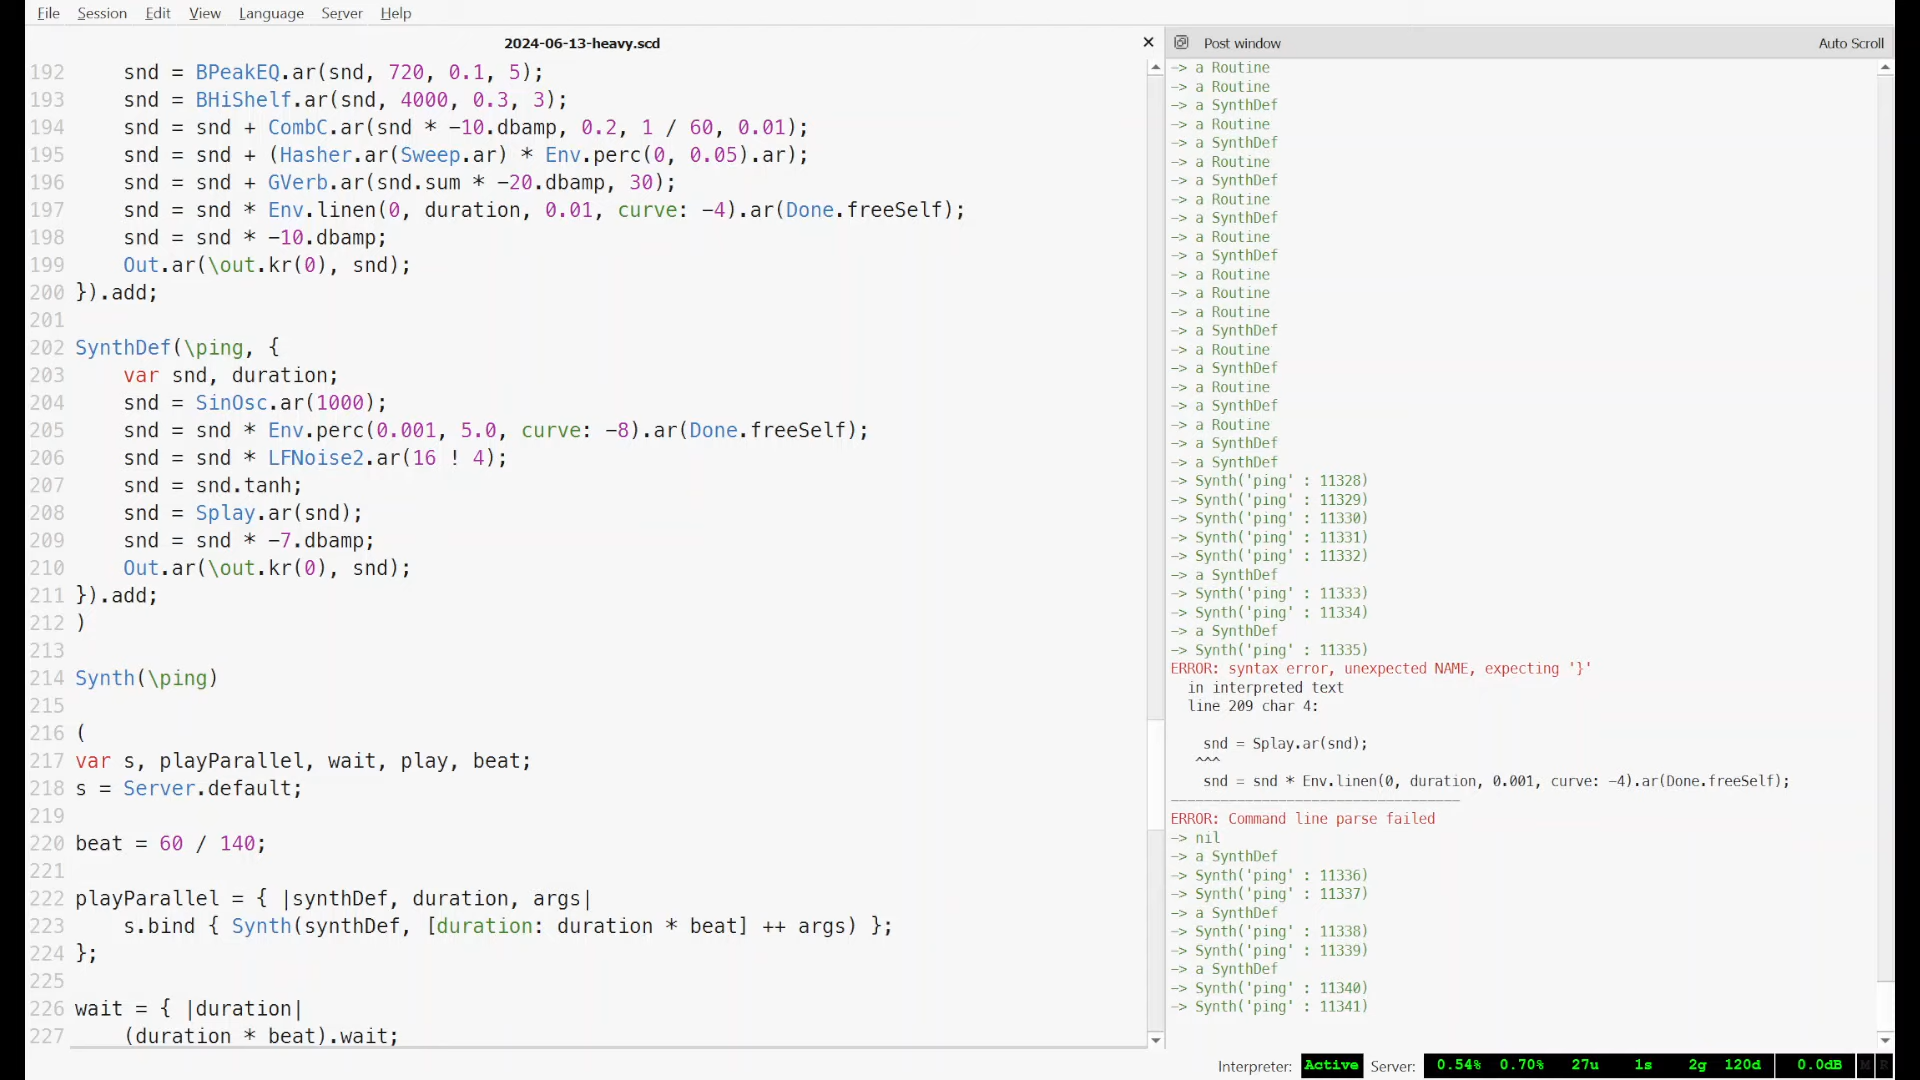 File Session Edit View Language Server Help
2024-06-13-heavy.scd
192 snd = BPeakEQ.ar(snd, 720, 0.1, 5);
193 snd = BHiShelf.ar(snd, 4000, 0.3, 3);
194 snd = snd + CombC.ar(snd * -10.dbamp, 0.2, 1 / 60, 0.01);
195 snd = snd + (Hasher.ar(Sweep.ar) * Env.perc(0, 0.05).ar);
196 snd = snd + GVerb.ar(snd.sum * -20.dbamp, 30);
197 snd = snd * Env.linen(0, duration, 0.01, curve: -4).ar(Done.freeSelf);
198 snd = snd * -10.dbamp;
199 Out.ar(\out.kr(0), snd);
200 }).add;
201
202 SynthDef(\ping, {
203 var snd, duration;
204 snd = SinOsc.ar(1000);
205 snd = snd * Env.perc(0.001, 5.0, curve: -8).ar(Done.freeSelf);
206 snd = snd * LFNoise2.ar(16 ! 4);
207 snd = snd.tanh;
208 snd = Splay.ar(snd);
209 snd = snd * -7.dbamp;
210 Out.ar(\out.kr(0), snd);
211 }).add;
212 )
213
214 Synth(\ping)
215
216 (
217 var s, playParallel, wait, play, beat;
218 s = Server.default;
219
220 beat = 60 / 140;
221
222 playParallel = { |synthDef, duration, args|
223 s.bind { Synth(synthDef, [duration: duration * beat] ++ args) };
224 };
225
226 wait = { |duration|
227 (duration * beat).wait;
Post window Auto Scroll
-> a Routine
-> a Routine
-> a SynthDef
-> a Routine
-> a SynthDef
-> a Routine
-> a SynthDef
-> a Routine
-> a SynthDef
-> a Routine
-> a SynthDef
-> a Routine
-> a Routine
-> a Routine
-> a SynthDef
-> a Routine
-> a SynthDef
-> a Routine
-> a SynthDef
-> a Routine
-> a SynthDef
-> a SynthDef
-> Synth('ping' : 11328)
-> Synth('ping' : 11329)
-> Synth('ping' : 11330)
-> Synth('ping' : 11331)
-> Synth('ping' : 11332)
-> a SynthDef
-> Synth('ping' : 11333)
-> Synth('ping' : 11334)
-> a SynthDef
-> Synth('ping' : 11335)
ERROR: syntax error, unexpected NAME, expecting '}'
in interpreted text
line 209 char 4:
snd = Splay.ar(snd);
^^^
snd = snd * Env.linen(0, duration, 0.001, curve: -4).ar(Done.freeSelf);
-----------------------------------
ERROR: Command line parse failed
-> nil
-> a SynthDef
-> Synth('ping' : 11336)
-> Synth('ping' : 11337)
-> a SynthDef
-> Synth('ping' : 11338)
-> Synth('ping' : 11339)
-> a SynthDef
-> Synth('ping' : 11340)
-> Synth('ping' : 11341)
Interpreter: Active Server: 0.54% 0.70% 27u 1s 2g 120d 0.0dB M R